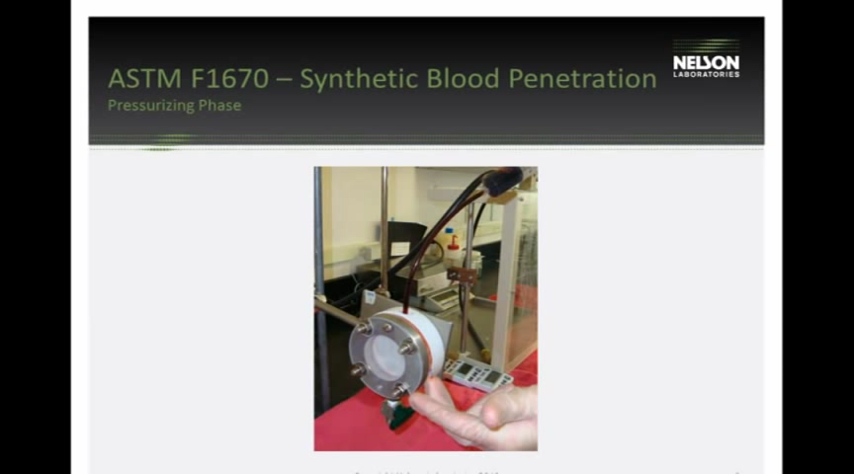 ASTM F1670 – Synthetic Blood Penetration
Pressurizing Phase
NELSON
LABORATORIES